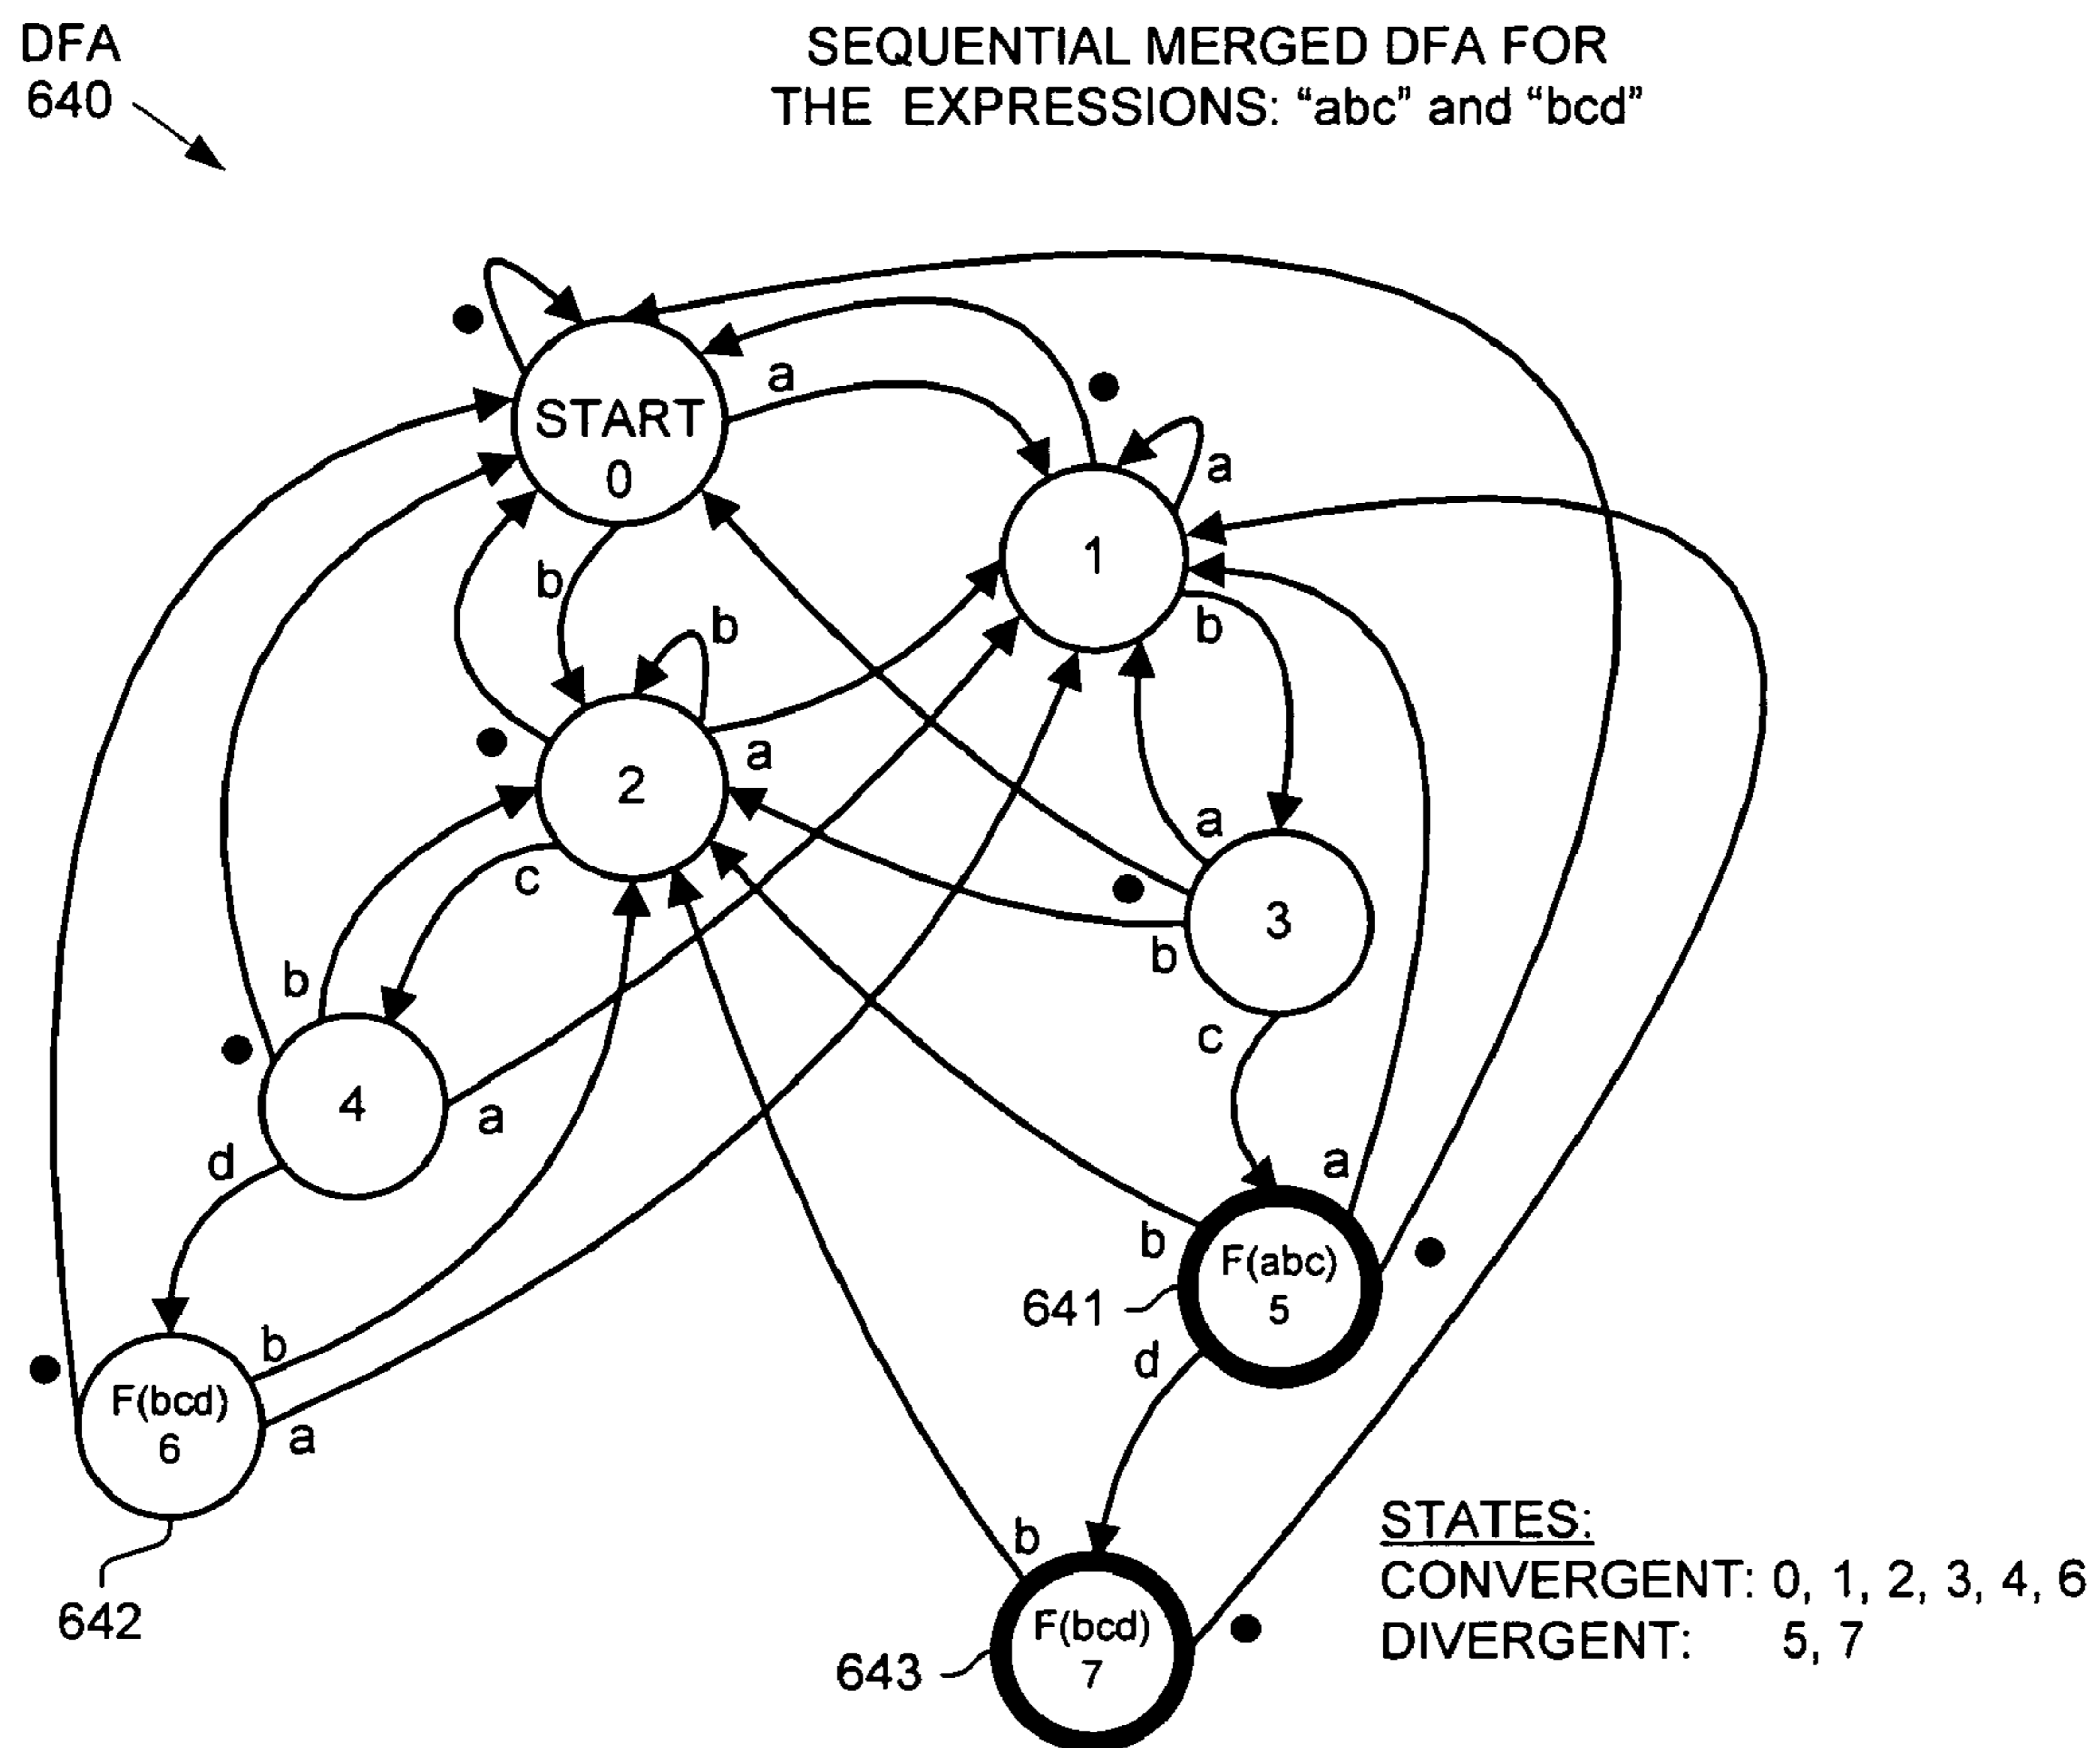 DFA
640
SEQUENTIAL MERGED DFA FOR
THE EXPRESSIONS: “abc” and “bcd”
START
0
a
a
1
b
b
b
a
2
a
c
3
b
b
c
4
a
d
a
b
F(abc)
5
641
b
d
F(bcd)
6
a
642
b
F(bcd)
7
643
STATES:
CONVERGENT: 0, 1, 2, 3, 4, 6
DIVERGENT: 5, 7